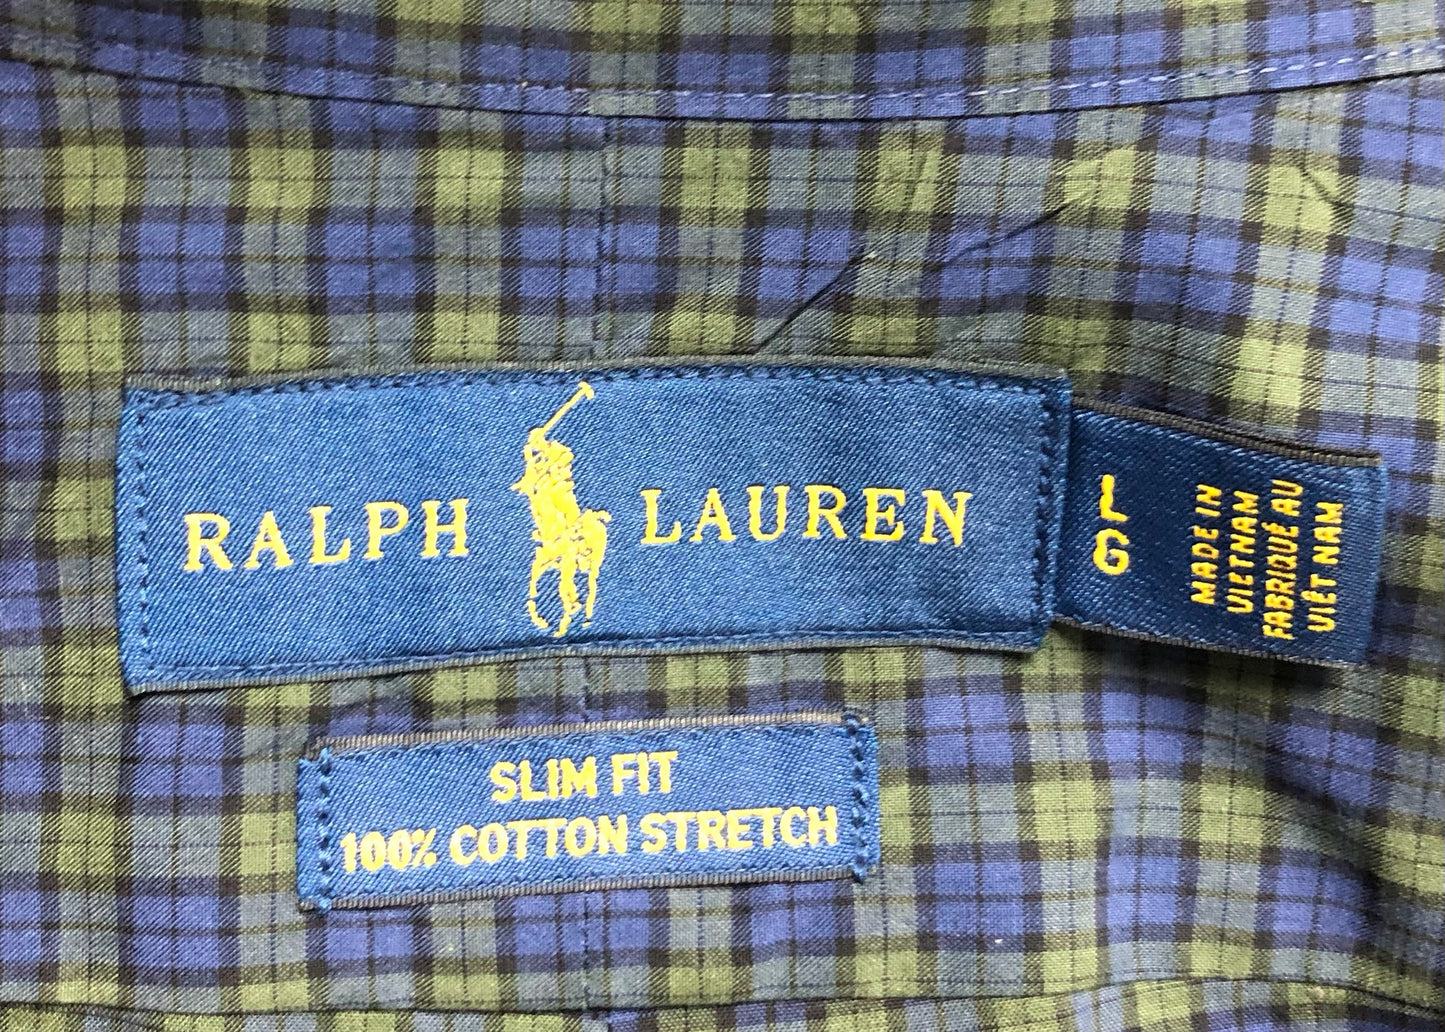 RALPH LAUREN
L
G
MADE IN
VIETNAM
FABRIQUÉ AU
VIÊT NAM
SLIM FIT
100% COTTON STRETCH